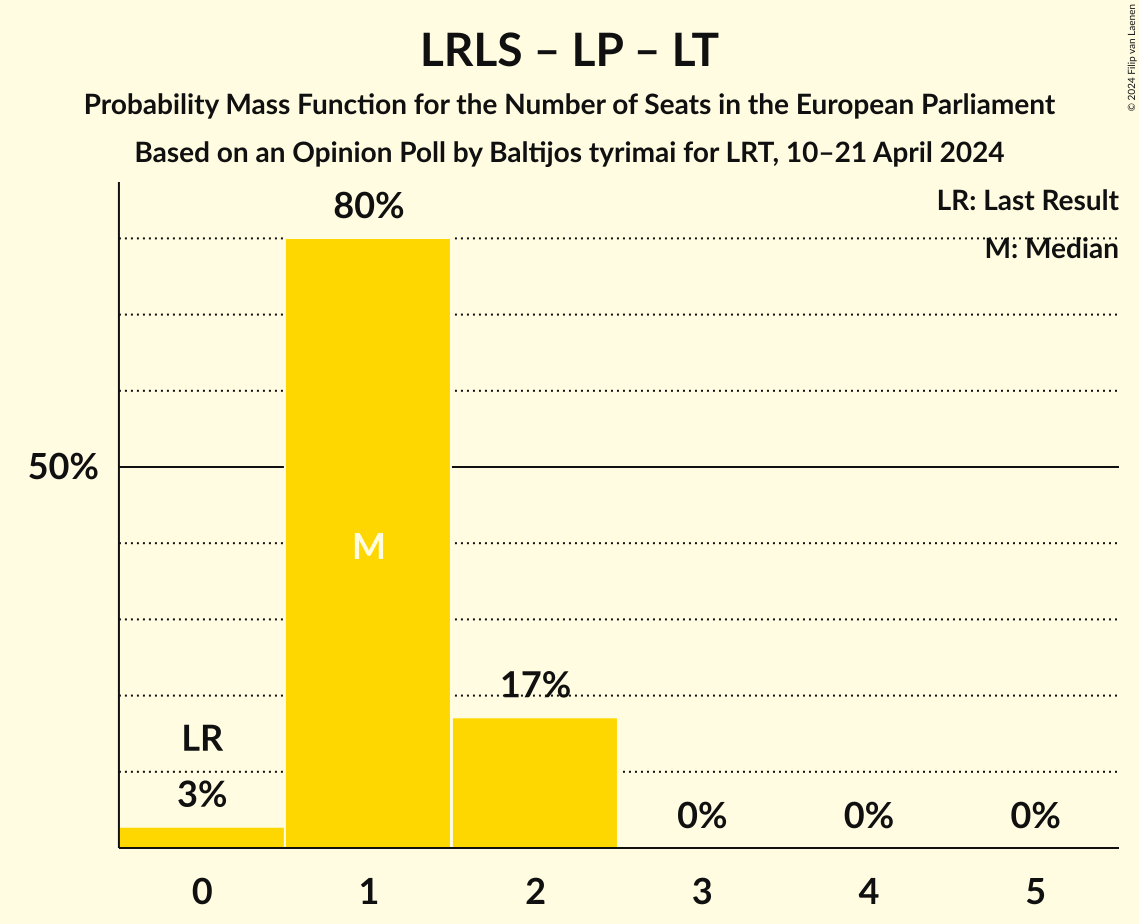 LRLS – LP – LT
Probability Mass Function for the Number of Seats in the European Parliament
Based on an Opinion Poll by Baltijos tyrimai for LRT, 10–21 April 2024
© 2024 Filip van Laenen
LR: Last Result
M: Median
80%
50%
M
17%
LR
3%
0%
0%
0%
0
1
2
3
4
5